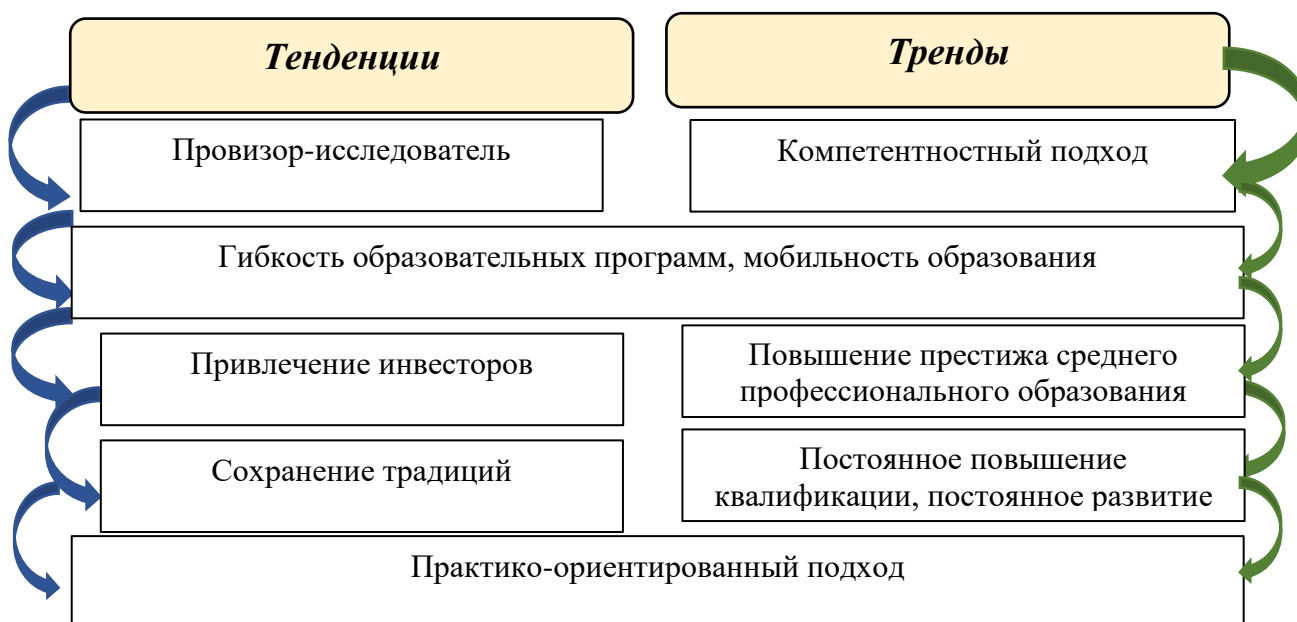 Тенденции
Тренды
Провизор-исследователь
Компетентностный подход
Гибкость образовательных программ, мобильность образования
Привлечение инвесторов
Повышение престижа среднего
профессионального образования
Сохранение традиций
Постоянное повышение
квалификации, постоянное развитие
Практико-ориентированный подход